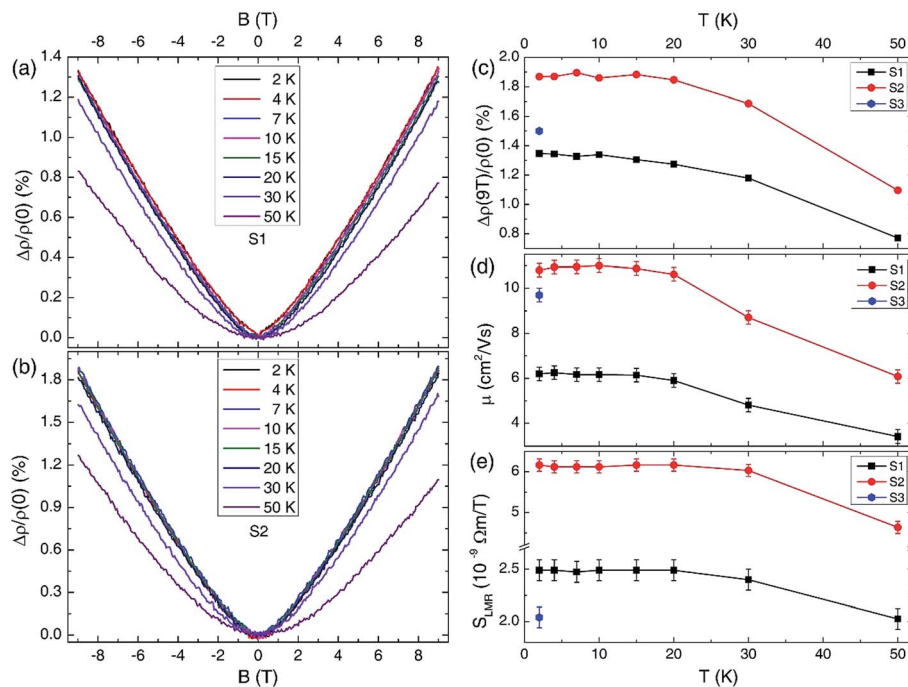 B (T)
-8 -6 -4 -2 0 2 4 6 8
(a)
1.4
1.2
1.0
0.8
0.6
0.4
0.2
0.0
Δρ/ρ(0) (%)
2 K
4 K
7 K
10 K
15 K
20 K
30 K
50 K
S1
(b)
1.8
1.5
1.2
0.9
0.6
0.3
0.0
Δρ/ρ(0) (%)
2 K
4 K
7 K
10 K
15 K
20 K
30 K
50 K
S2
-8 -6 -4 -2 0 2 4 6 8
B (T)
T (K)
0 10 20 30 40 50
(c)
2.0
1.8
1.6
1.4
1.2
1.0
0.8
Δρ(9T)/ρ(0) (%)
S1
S2
S3
(d)
10
8
6
4
μ (cm²/Vs)
S1
S2
S3
(e)
6
5
2.5
2.0
S_LMR (10⁻⁹ Ωm/T)
S1
S2
S3
0 10 20 30 40 50
T (K)